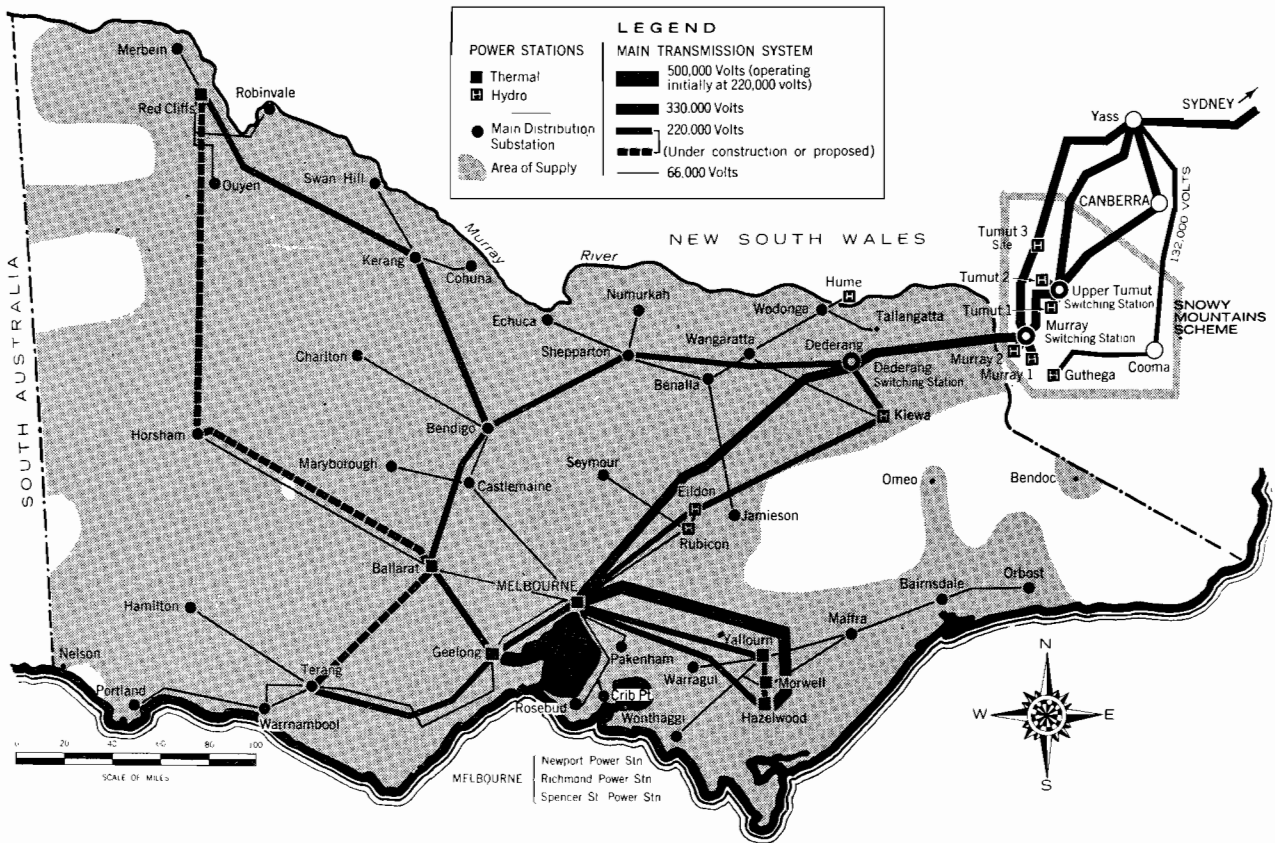 LEGEND
POWER STATIONS
Thermal
Hydro
Main Distribution
Substation
Area of Supply
MAIN TRANSMISSION SYSTEM
500,000 Volts (operating
initially at 220,000 volts)
330.000 Volts
220.000 Volts
(Under construction or proposed)
66,000 Volts
Merbein
Red Cliffs
Robinvale
Ouyen
Swan Hill
Kerang
Cohuna
Murray
River
NEW SOUTH WALES
SOUTH AUSTRALIA
Yass
SYDNEY
CANBERRA
132,000 VOLTS
Tumut 3
Site
Tumut 2
Tumut 1
Upper Tumut
Switching Station
Murray
Switching Station
SNOWY
MOUNTAINS
SCHEME
Murray 2
Murray 1
Guthega
Cooma
Hume
Wodonga
Tallangatta
Numurkah
Echuca
Shepparton
Wangaratta
Benalla
Dederang
Dederang
Switching Station
Kiewa
Charlton
Bendigo
Horsham
Maryborough
Castlemaine
Seymour
Eildon
Rubicon
Jamieson
Omeo
Bendoc
Ballarat
MELBOURNE
Hamilton
Geelong
Terang
Nelson
Portland
Warrnambool
Rosebud
Crib Pt.
Pakenham
Warragul
Wonthaggi
Yallourn
Morwell
Hazelwood
Maffra
Bairnsdale
Orbost
0 20 40 60 80 100
SCALE OF MILES
MELBOURNE
Newport Power Stn
Richmond Power Stn
Spencer St Power Stn
N
W
E
S